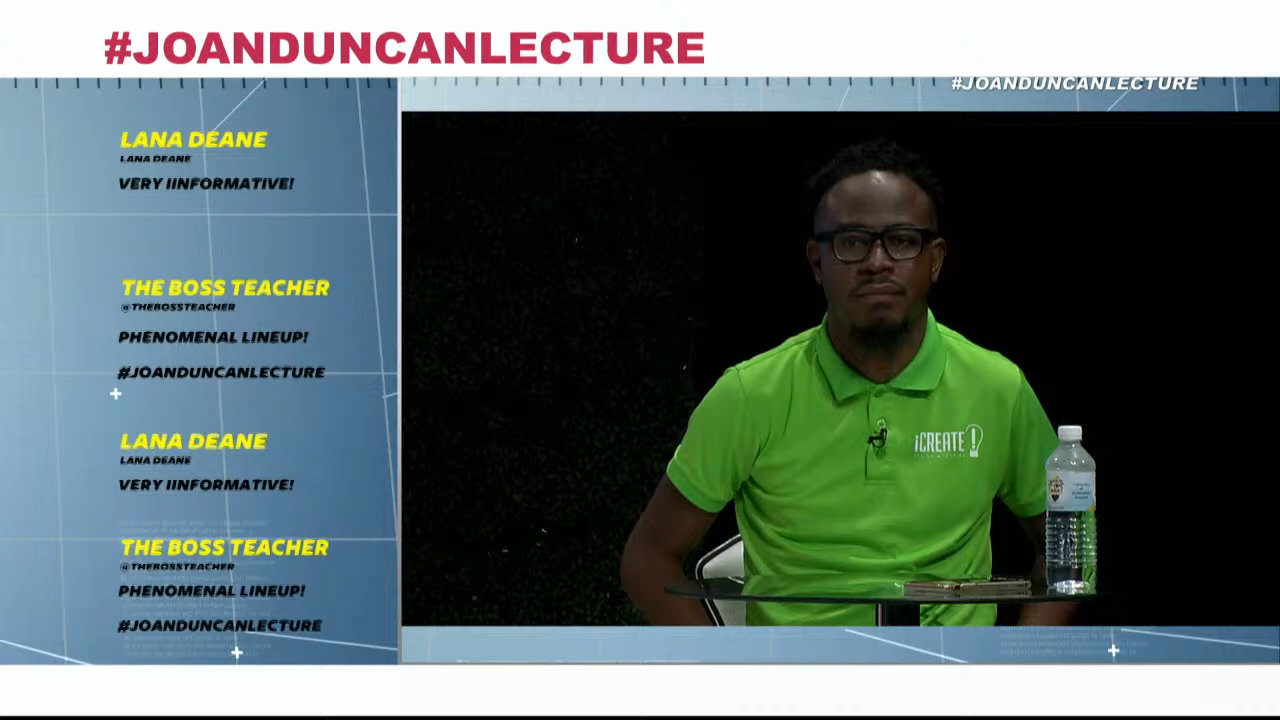 #JOANDUNCANLECTURE
#JOANDUNCANLECTURE
LANA DEANE
LANA DEANE
VERY IINFORMATIVE!
THE BOSS TEACHER
@THEBOSSTEACHER
PHENOMENAL LINEUP!
#JOANDUNCANLECTURE
LANA DEANE
LANA DEANE
VERY IINFORMATIVE!
THE BOSS TEACHER
@THEBOSSTEACHER
PHENOMENAL LINEUP!
#JOANDUNCANLECTURE
iCREATE